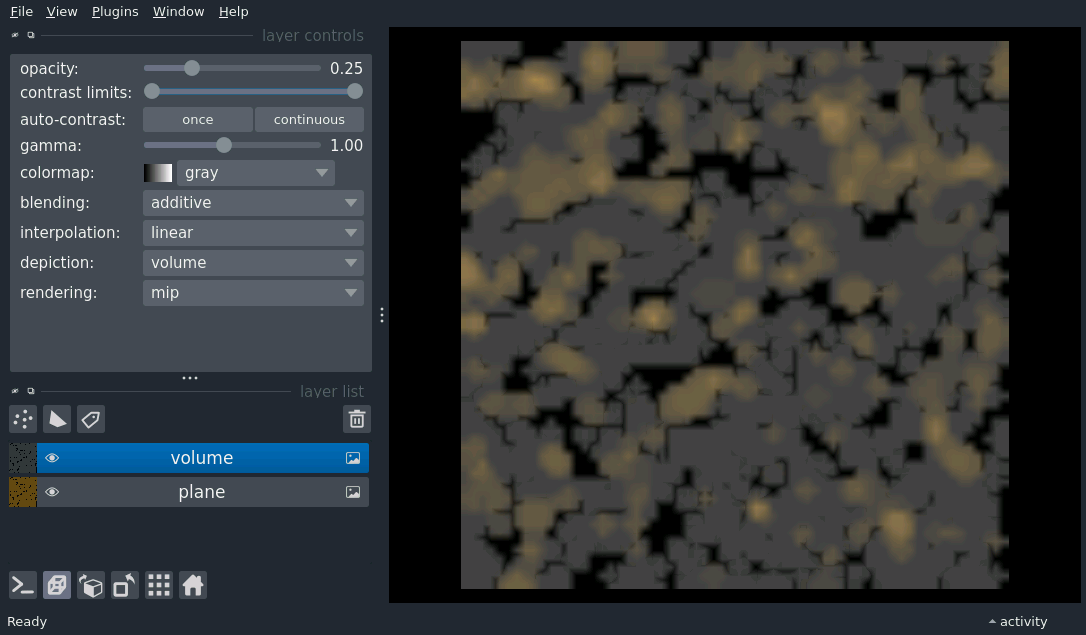 File View Plugins Window Help
layer controls
opacity: 0.25
contrast limits:
auto-contrast: once continuous
gamma: 1.00
colormap: gray
blending: additive
interpolation: linear
depiction: volume
rendering: mip
layer list
volume
plane
Ready activity